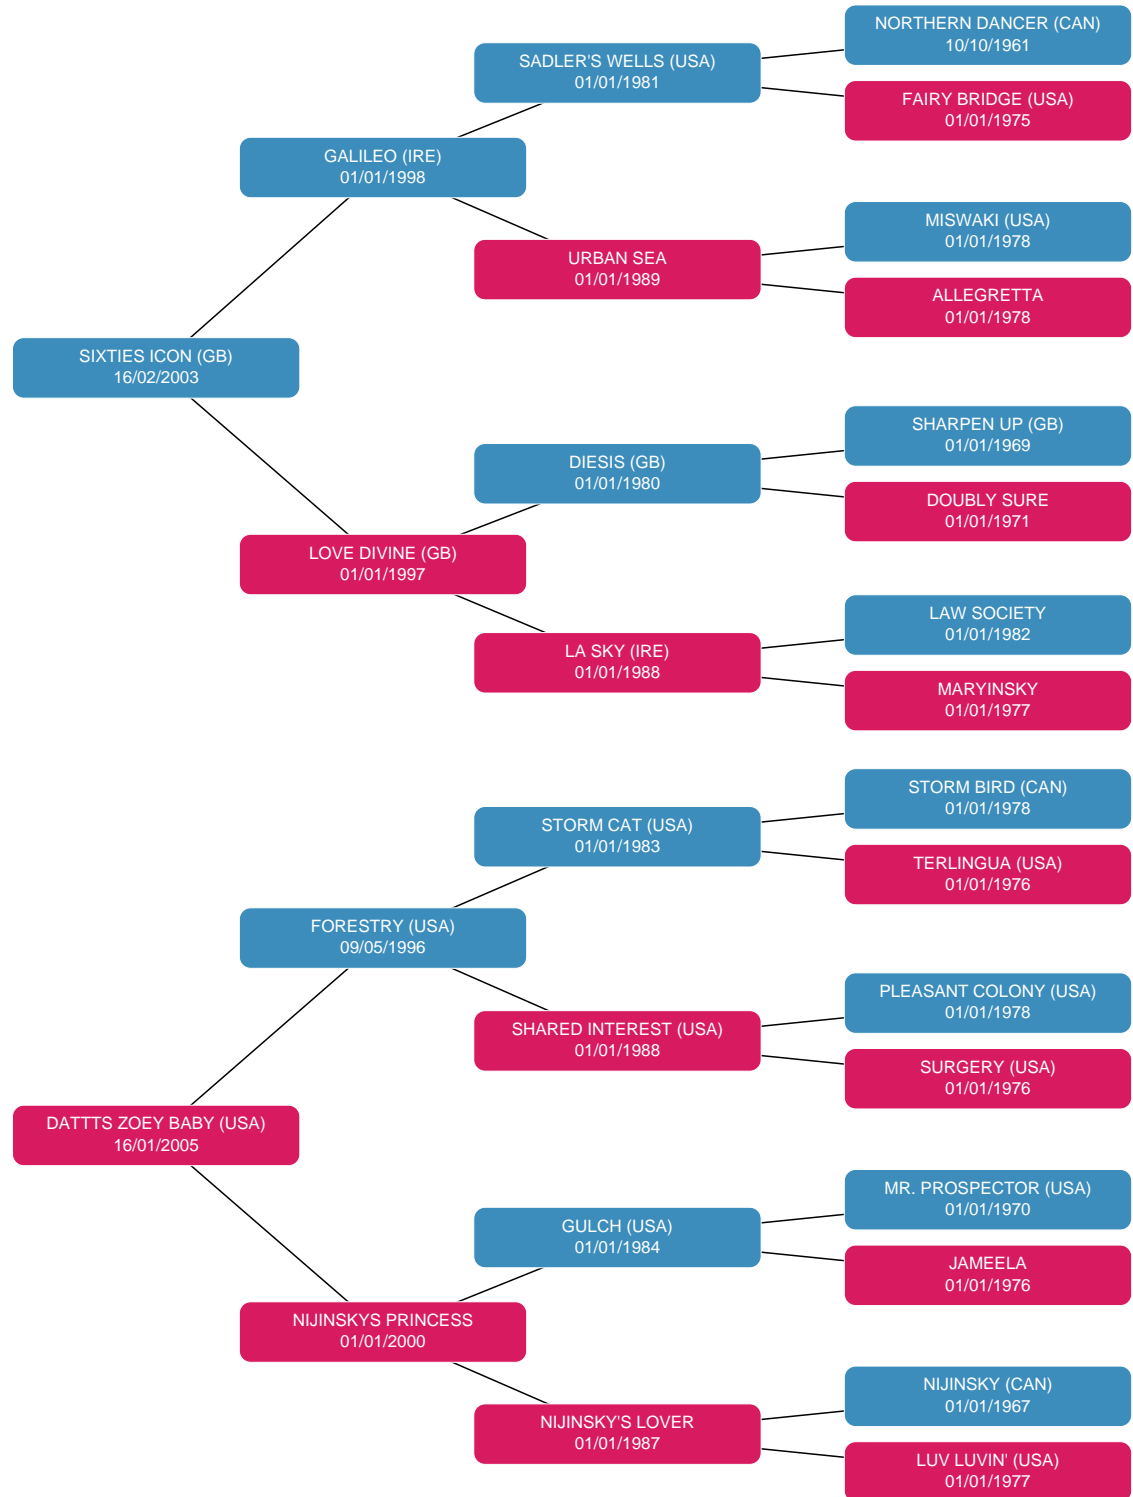 NORTHERN DANCER (CAN)
10/10/1961
SADLER'S WELLS (USA)
01/01/1981
FAIRY BRIDGE (USA)
01/01/1975
GALILEO (IRE)
01/01/1998
MISWAKI (USA)
01/01/1978
URBAN SEA
01/01/1989
ALLEGRETTA
01/01/1978
SIXTIES ICON (GB)
16/02/2003
SHARPEN UP (GB)
01/01/1969
DIESIS (GB)
01/01/1980
DOUBLY SURE
01/01/1971
LOVE DIVINE (GB)
01/01/1997
LAW SOCIETY
01/01/1982
LA SKY (IRE)
01/01/1988
MARYINSKY
01/01/1977
STORM BIRD (CAN)
01/01/1978
STORM CAT (USA)
01/01/1983
TERLINGUA (USA)
01/01/1976
FORESTRY (USA)
09/05/1996
PLEASANT COLONY (USA)
01/01/1978
SHARED INTEREST (USA)
01/01/1988
SURGERY (USA)
01/01/1976
DATTTS ZOEY BABY (USA)
16/01/2005
MR. PROSPECTOR (USA)
01/01/1970
GULCH (USA)
01/01/1984
JAMEELA
01/01/1976
NIJINSKYS PRINCESS
01/01/2000
NIJINSKY (CAN)
01/01/1967
NIJINSKY'S LOVER
01/01/1987
LUV LUVIN' (USA)
01/01/1977